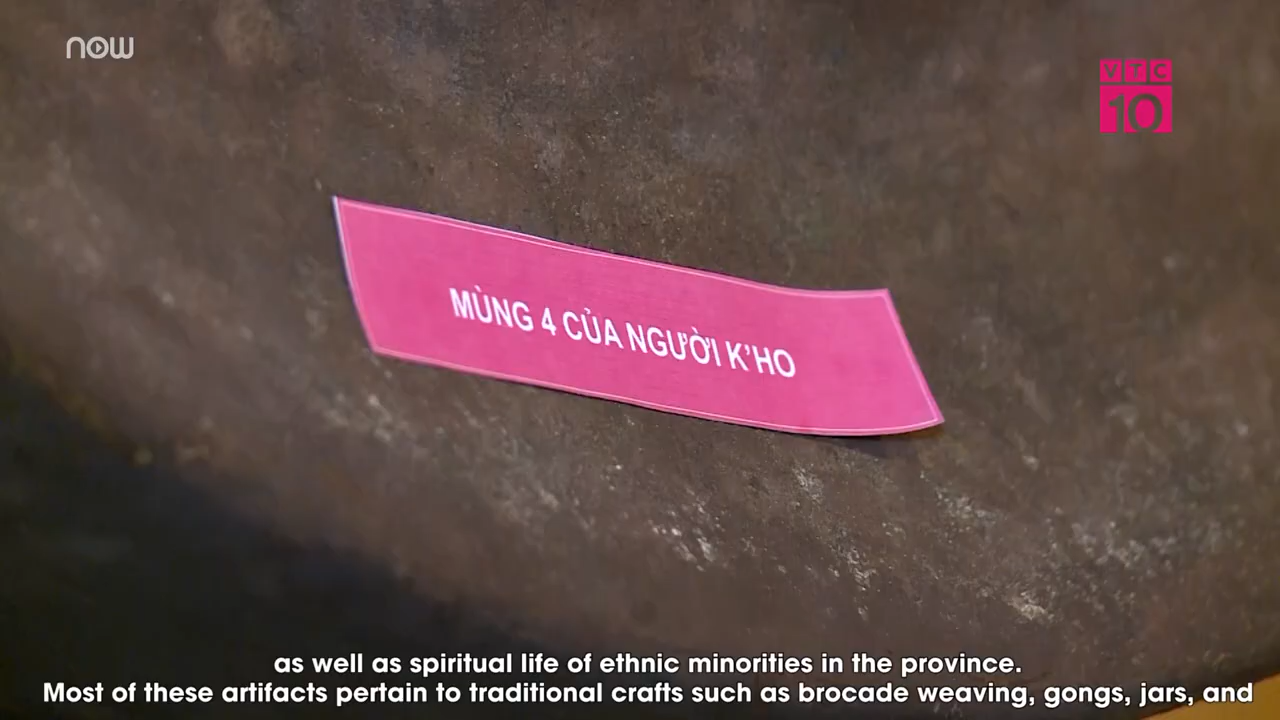 now
VTC
10
MÙNG 4 CỦA NGƯỜI K'HO
as well as spiritual life of ethnic minorities in the province.
Most of these artifacts pertain to traditional crafts such as brocade weaving, gongs, jars, and